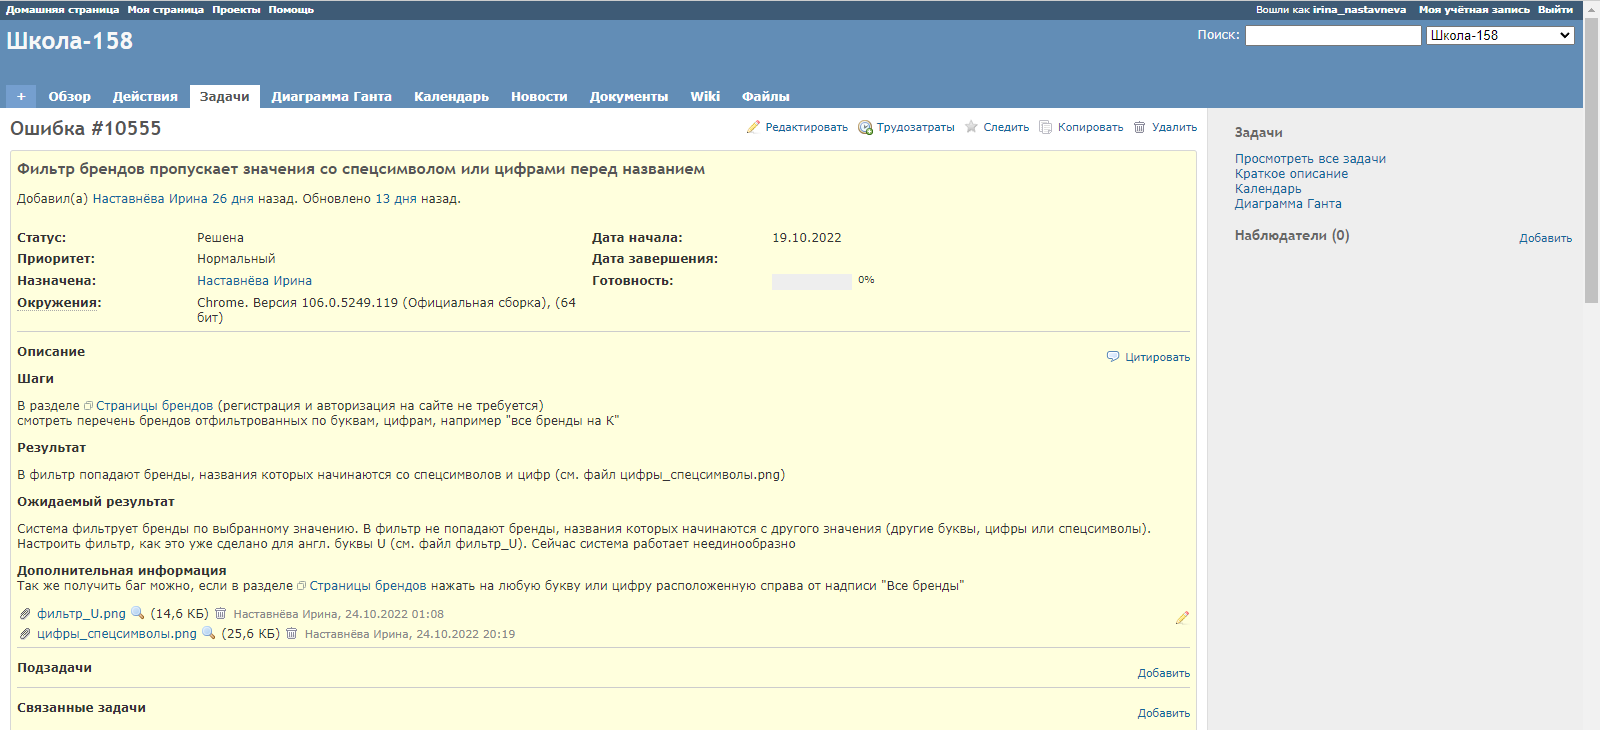 Домашняя страница Моя страница Проекты Помощь
Вошли как irina_nastavneva Моя учётная запись Выйти
Школа-158
Поиск: Школа-158
+ Обзор Действия Задачи Диаграмма Ганта Календарь Новости Документы Wiki Файлы
Ошибка #10555
Редактировать Трудозатраты Следить Копировать Удалить
Фильтр брендов пропускает значения со спецсимволом или цифрами перед названием
Добавил(а) Наставнёва Ирина 26 дня назад. Обновлено 13 дня назад.
Статус: Решена Дата начала: 19.10.2022
Приоритет: Нормальный Дата завершения:
Назначена: Наставнёва Ирина Готовность: 0%
Окружения: Chrome. Версия 106.0.5249.119 (Официальная сборка), (64
бит)
Описание
Цитировать
Шаги
В разделе Страницы брендов (регистрация и авторизация на сайте не требуется)
смотреть перечень брендов отфильтрованных по буквам, цифрам, например "все бренды на К"
Результат
В фильтр попадают бренды, названия которых начинаются со спецсимволов и цифр (см. файл цифры_спецсимволы.png)
Ожидаемый результат
Система фильтрует бренды по выбранному значению. В фильтр не попадают бренды, названия которых начинаются с другого значения (другие буквы, цифры или спецсимволы).
Настроить фильтр, как это уже сделано для англ. буквы U (см. файл фильтр_U). Сейчас система работает неединообразно
Дополнительная информация
Так же получить баг можно, если в разделе Страницы брендов нажать на любую букву или цифру расположенную справа от надписи "Все бренды"
фильтр_U.png (14,6 КБ) Наставнёва Ирина, 24.10.2022 01:08
цифры_спецсимволы.png (25,6 КБ) Наставнёва Ирина, 24.10.2022 20:19
Подзадачи
Добавить
Связанные задачи
Добавить
Задачи
Просмотреть все задачи
Краткое описание
Календарь
Диаграмма Ганта
Наблюдатели (0) Добавить